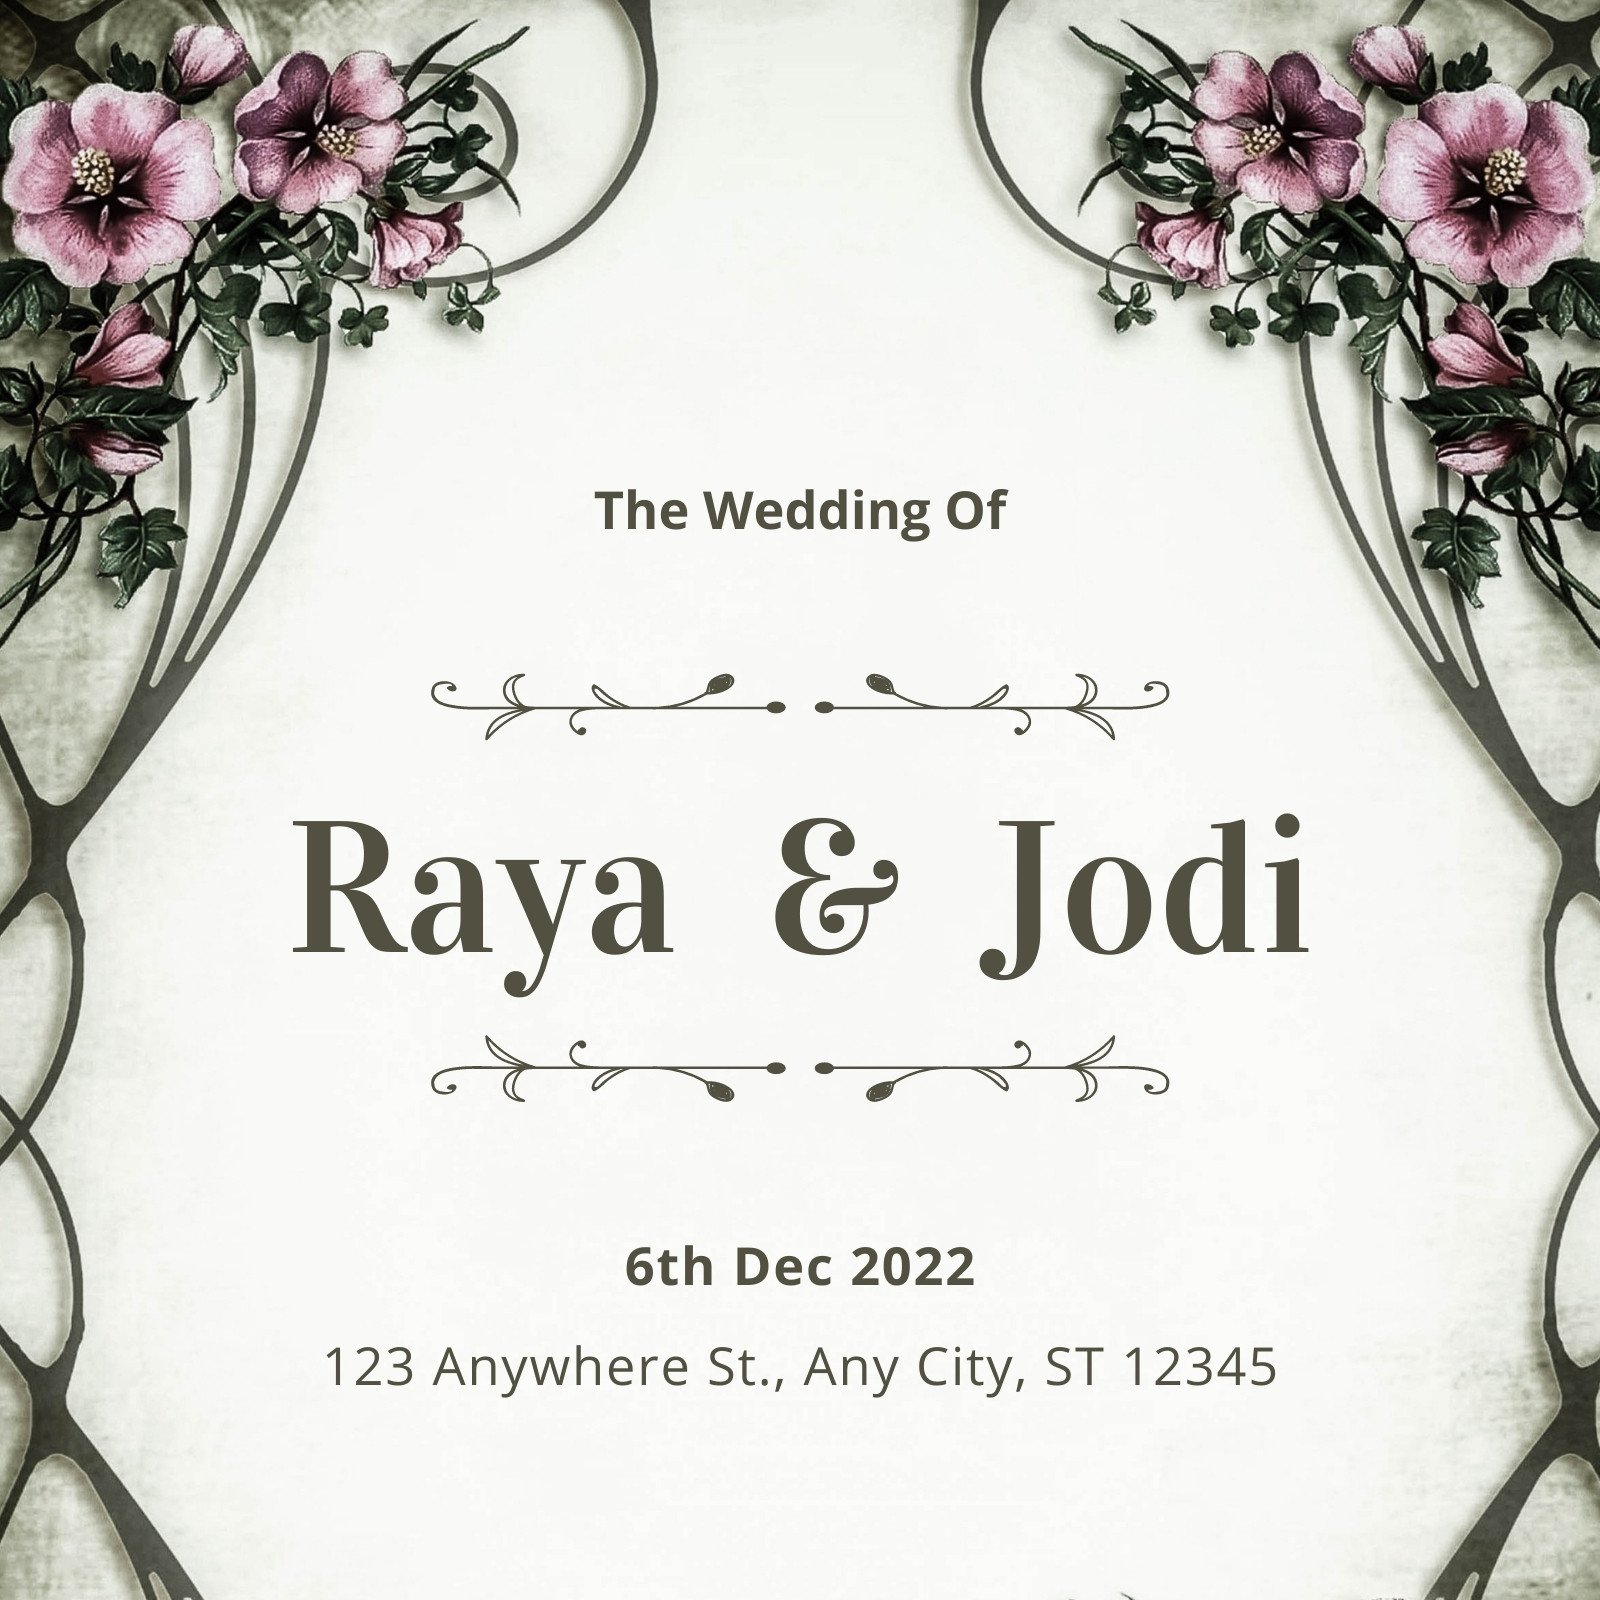 The Wedding Of
Raya & Jodi
6th Dec 2022
123 Anywhere St., Any City, ST 12345